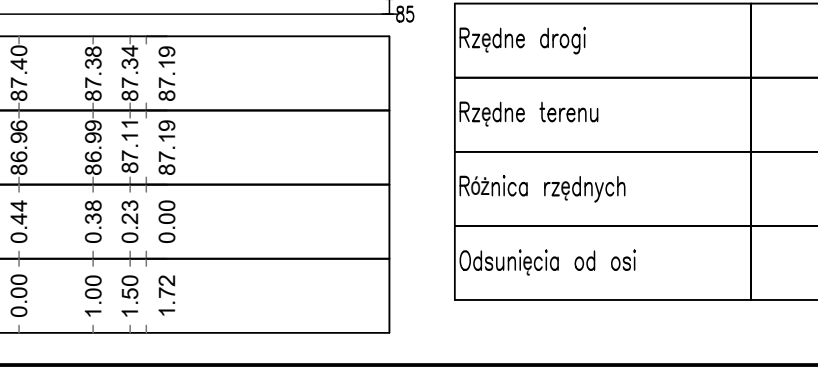 85
87.40 87.38 87.34 87.19
86.96 86.99 87.11 87.19
0.44 0.38 0.23 0.00
0.00 1.00 1.50 1.72
Rzędne drogi
Rzędne terenu
Różnica rzędnych
Odsunięcia od osi